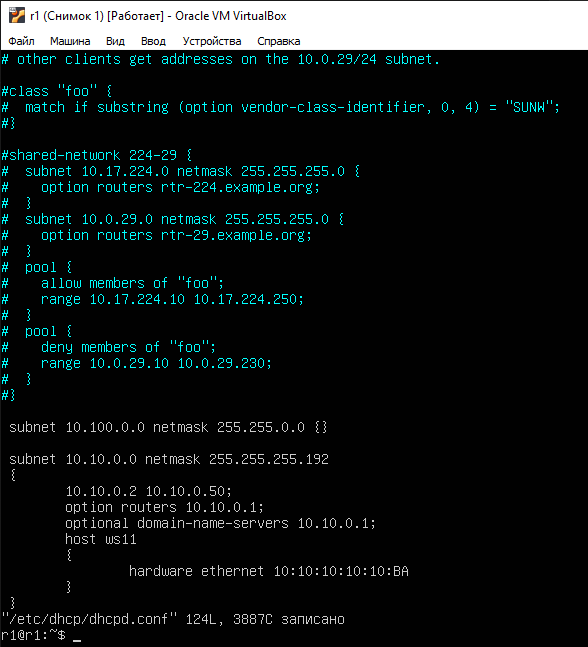 r1 (Снимок 1) [Работает] - Oracle VM VirtualBox
Файл Машина Вид Ввод Устройства Справка
# other clients get addresses on the 10.0.29/24 subnet.
#class "foo" {
#  match if substring (option vendor-class-identifier, 0, 4) = "SUNW";
#}
#shared-network 224-29 {
#  subnet 10.17.224.0 netmask 255.255.255.0 {
#    option routers rtr-224.example.org;
#  }
#  subnet 10.0.29.0 netmask 255.255.255.0 {
#    option routers rtr-29.example.org;
#  }
#  pool {
#    allow members of "foo";
#    range 10.17.224.10 10.17.224.250;
#  }
#  pool {
#    deny members of "foo";
#    range 10.0.29.10 10.0.29.230;
#  }
#}
subnet 10.100.0.0 netmask 255.255.0.0 {}
subnet 10.10.0.0 netmask 255.255.255.192
{
10.10.0.2 10.10.0.50;
option routers 10.10.0.1;
optional domain-name-servers 10.10.0.1;
host ws11
{
hardware ethernet 10:10:10:10:10:BA
}
}
"/etc/dhcp/dhcpd.conf" 124L, 3887C записано
r1@r1:~$ _